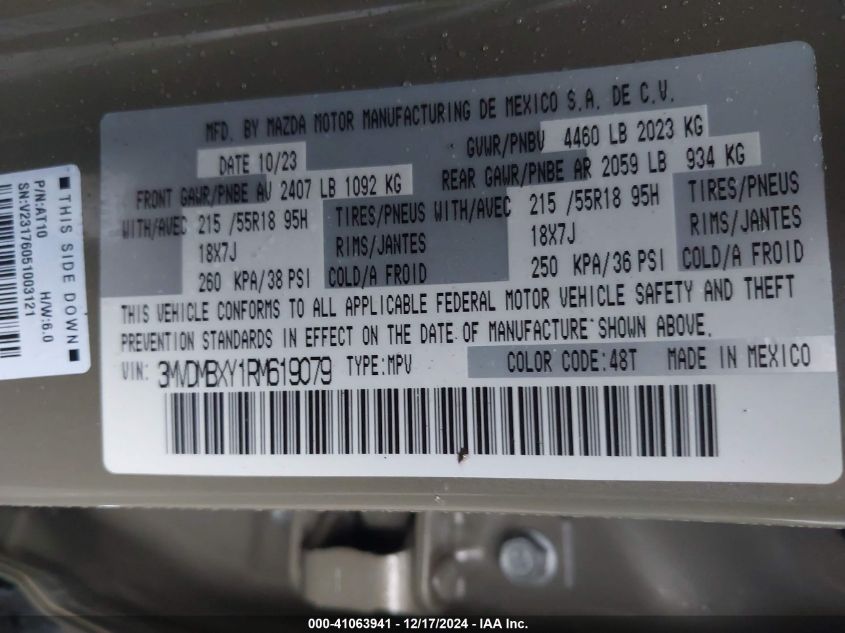 MFD. BY MAZDA MOTOR MANUFACTURING DE MEXICO S.A. DE C.V.
DATE 10/23 GVWR/PNBV 4460 LB 2023 KG
FRONT GAWR/PNBE AV 2407 LB 1092 KG REAR GAWR/PNBE AR 2059 LB 934 KG
WITH/AVEC 215 /55R18 95H TIRES/PNEUS WITH/AVEC 215 /55R18 95H TIRES/PNEUS
18X7J RIMS/JANTES 18X7J RIMS/JANTES
260 KPA/38 PSI COLD/A FROID 250 KPA/36 PSI COLD/A FROID
THIS VEHICLE CONFORMS TO ALL APPLICABLE FEDERAL MOTOR VEHICLE SAFETY AND THEFT
PREVENTION STANDARDS IN EFFECT ON THE DATE OF MANUFACTURE SHOWN ABOVE.
VIN: 3MVDMBXY1RM619079 TYPE:MPV COLOR CODE:48T MADE IN MEXICO
THIS SIDE DOWN
P/N:AT10 H/W:6.0
SN:V23176051003121
000-41063941 - 12/17/2024 - IAA Inc.